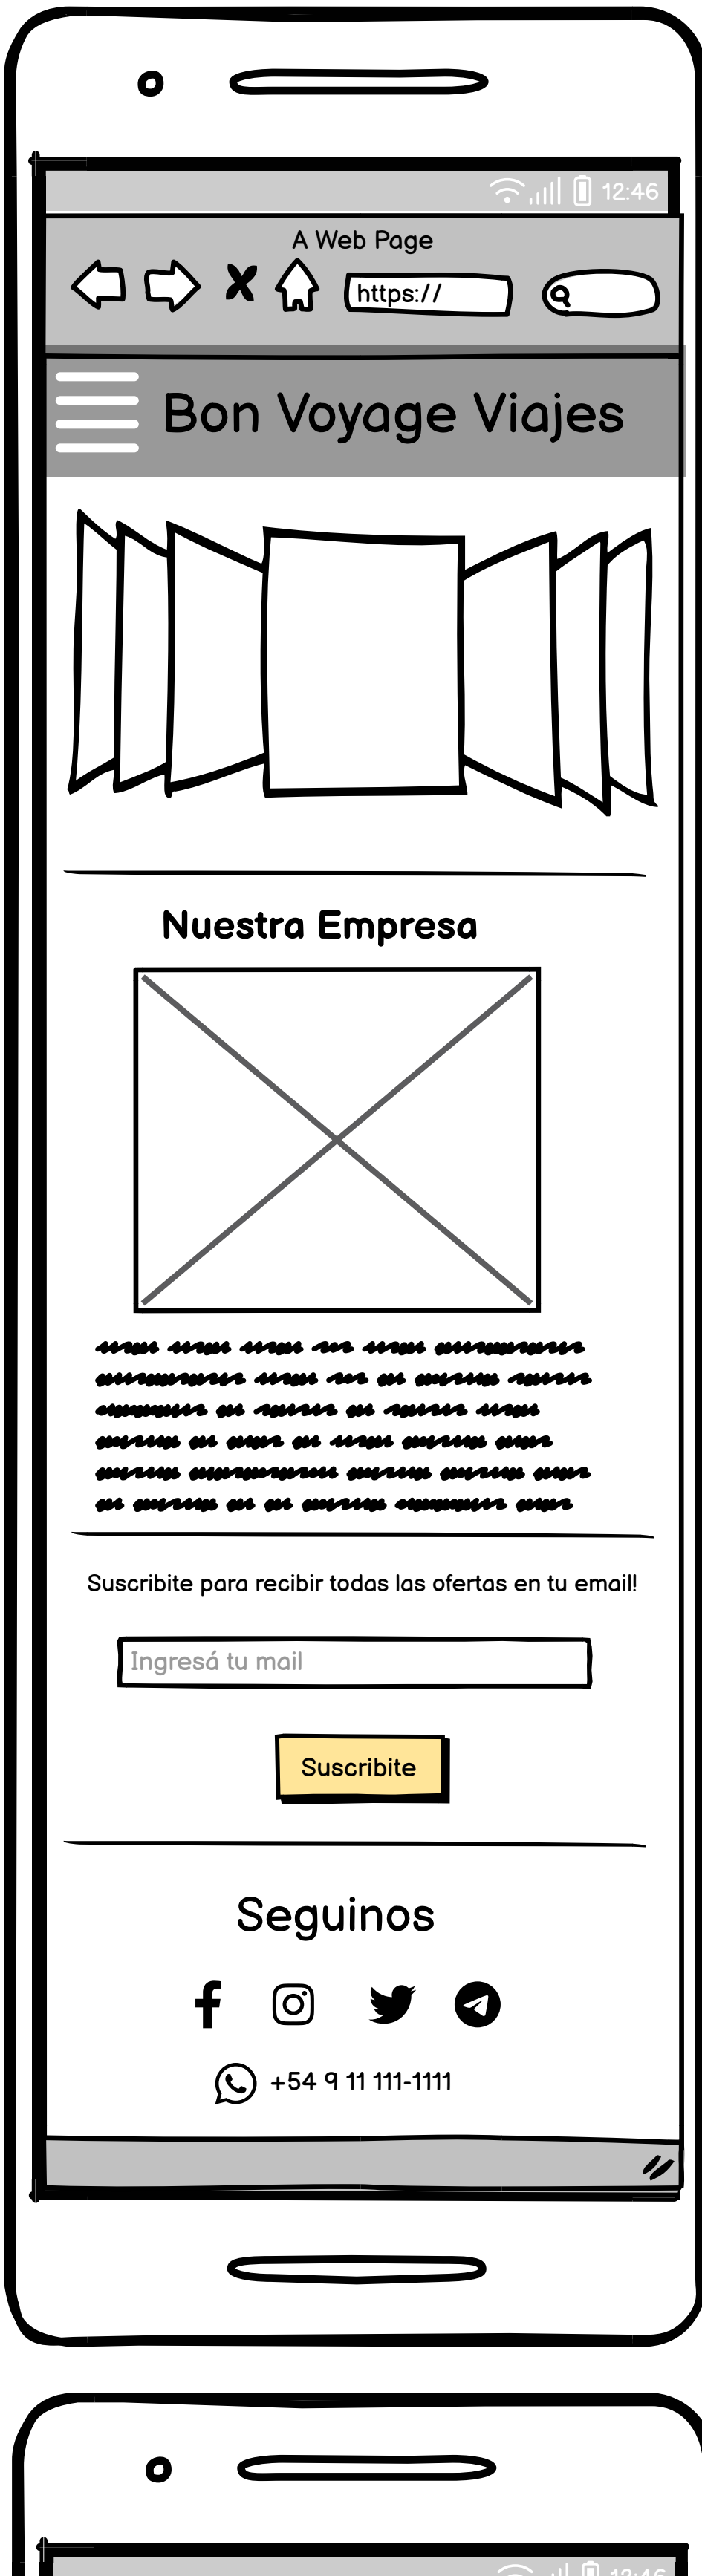 12:46
A Web Page
https://
Bon Voyage Viajes
Nuestra Empresa
Suscribite para recibir todas las ofertas en tu email!
Ingresá tu mail
Suscribite
Seguinos
+54 9 11 111-1111